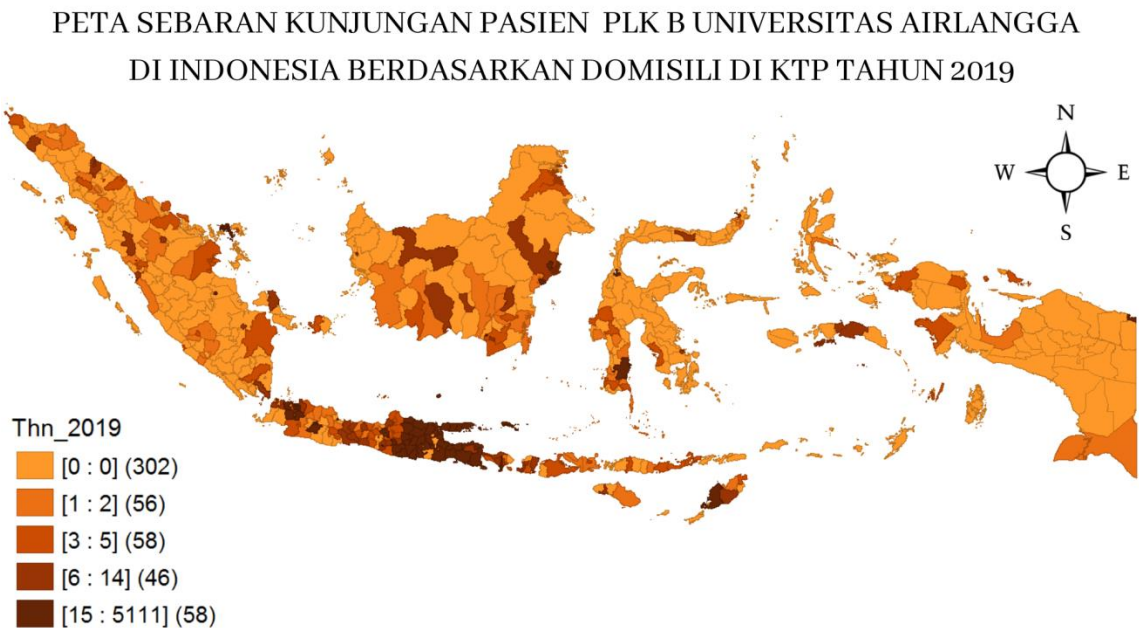 PETA SEBARAN KUNJUNGAN PASIEN PLK B UNIVERSITAS AIRLANGGA
DI INDONESIA BERDASARKAN DOMISILI DI KTP TAHUN 2019
N
W E
S
Thn_2019
[0 : 0] (302)
[1 : 2] (56)
[3 : 5] (58)
[6 : 14] (46)
[15 : 5111] (58)